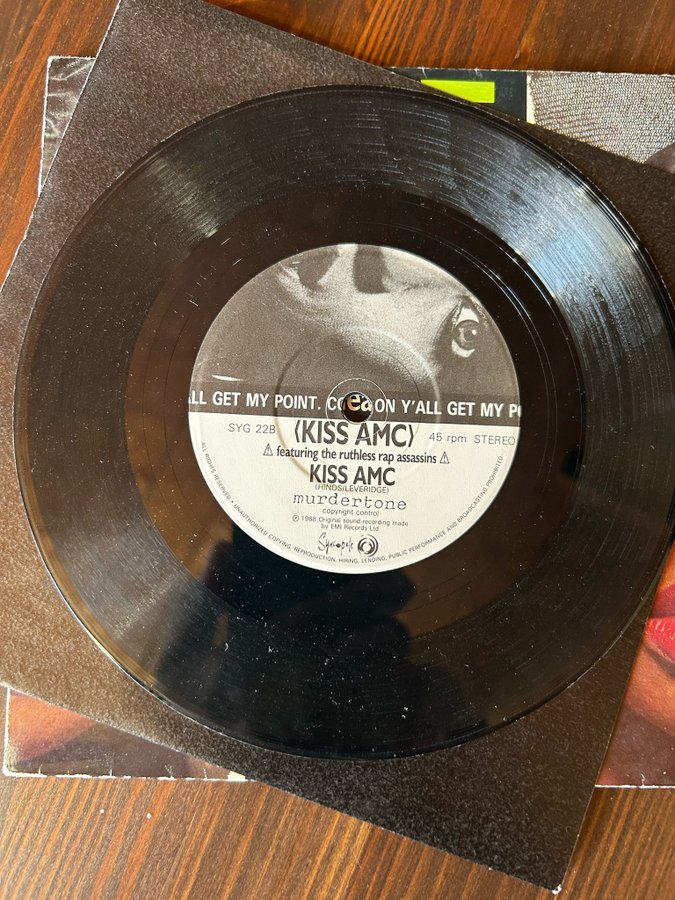 ALL GET MY POINT. CO ON Y'ALL GET MY PO
SYG 22B
(KISS AMC)
45 rpm STEREO
featuring the ruthless rap assassins
KISS AMC
(HINDS/LEVERIDGE)
murdertone
copyright control
℗ 1988 Original sound recording made
by EMI Records Ltd
Syncopate
ALL RIGHTS RESERVED • UNAUTHORIZED COPYING, REPRODUCTION, HIRING, LENDING, PUBLIC PERFORMANCE AND BROADCASTING PROHIBITED